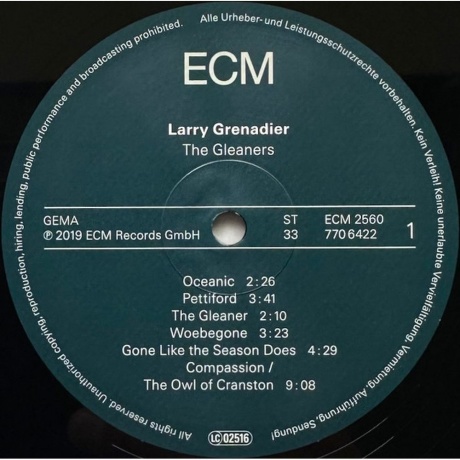 Alle Urheber- und Leistungsschutzrechte vorbehalten. Kein Verleih! Keine unerlaubte Vervielfältigung, Vermietung, Aufführung, Sendung!
All rights reserved. Unauthorized copying, reproduction, hiring, lending, public performance and broadcasting prohibited.
ECM
Larry Grenadier
The Gleaners
GEMA ST ECM 2560
℗ 2019 ECM Records GmbH 33 770 6422 1
Oceanic 2:26
Pettiford 3:41
The Gleaner 2:10
Woebegone 3:23
Gone Like the Season Does 4:29
Compassion /
The Owl of Cranston 9:08
LC 02516